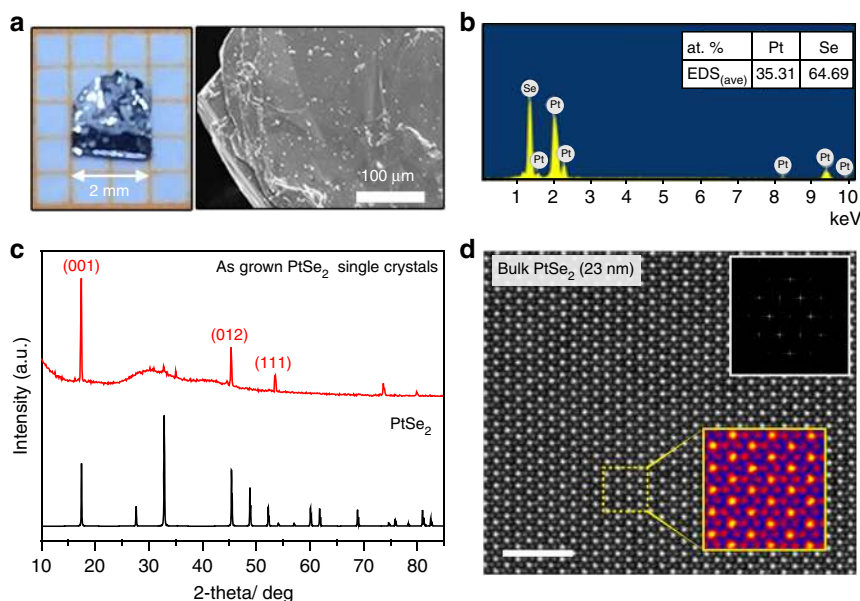 a
2 mm
100 μm
b
at. % Pt Se
EDS(ave) 35.31 64.69
Se
Pt
Pt
Pt
Pt
Pt
Pt
1 2 3 4 5 6 7 8 9 10
keV
c
As grown PtSe2 single crystals
(001)
(012)
(111)
PtSe2
Intensity (a.u.)
10 20 30 40 50 60 70 80
2-theta/ deg
d
Bulk PtSe2 (23 nm)